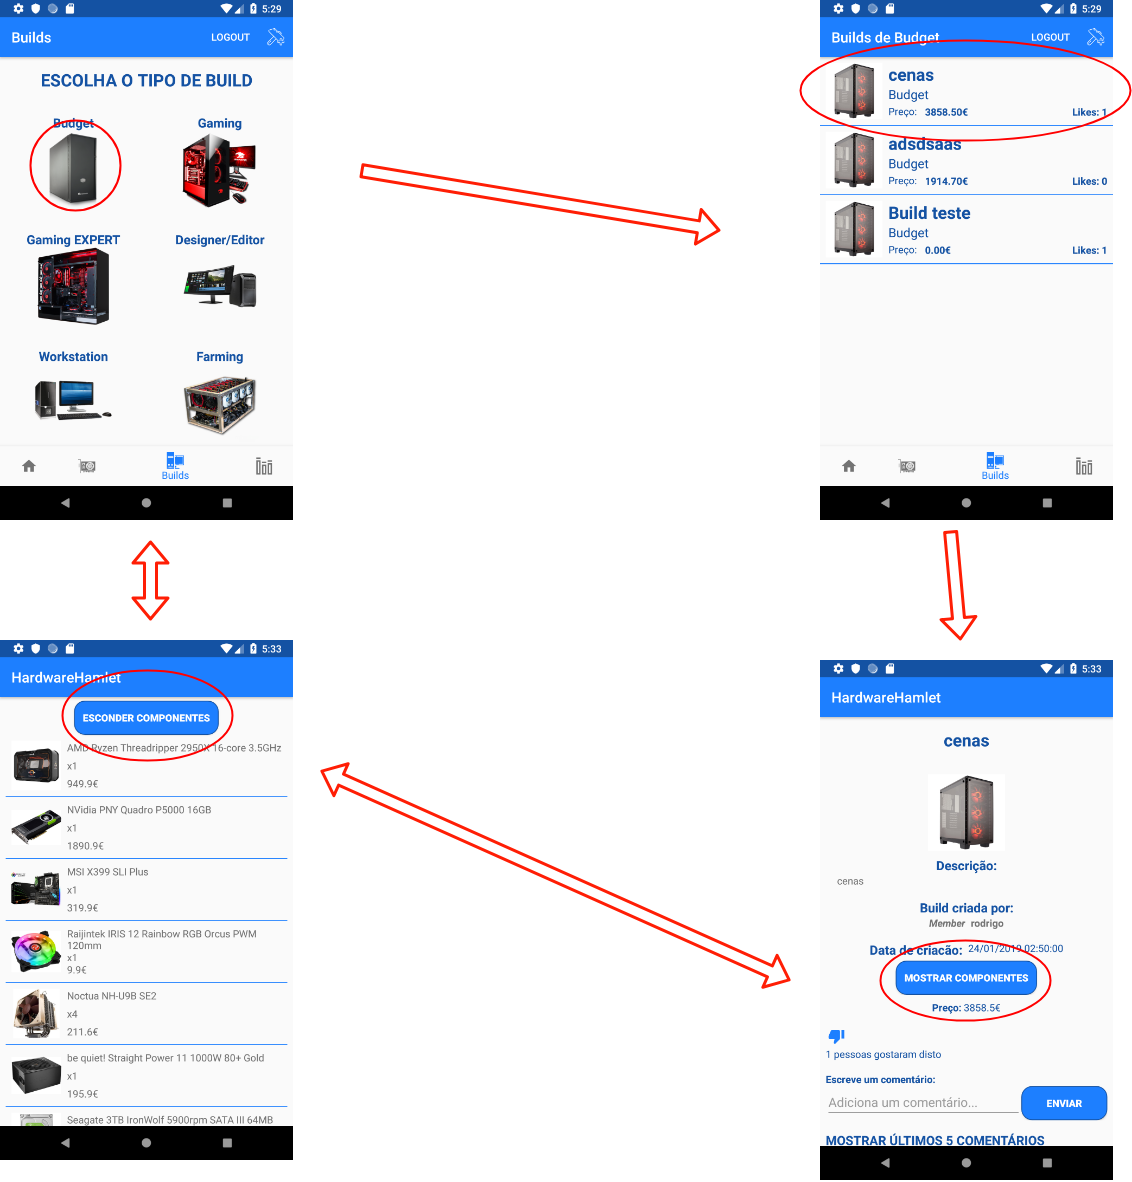 5:29
Builds
LOGOUT
ESCOLHA O TIPO DE BUILD
Budget
Gaming
Gaming EXPERT
Designer/Editor
Workstation
Farming
Builds
5:29
Builds de Budget
LOGOUT
cenas
Budget
Preço: 3858.50€
Likes: 1
adsdsaas
Budget
Preço: 1914.70€
Likes: 0
Build teste
Budget
Preço: 0.00€
Likes: 1
Builds
5:33
HardwareHamlet
ESCONDER COMPONENTES
AMD Ryzen Threadripper 2950X 16-core 3.5GHz
x1
949.9€
NVidia PNY Quadro P5000 16GB
x1
1890.9€
MSI X399 SLI Plus
x1
319.9€
Raijintek IRIS 12 Rainbow RGB Orcus PWM
120mm
x1
9.9€
Noctua NH-U9B SE2
x4
211.6€
be quiet! Straight Power 11 1000W 80+ Gold
x1
195.9€
Seagate 3TB IronWolf 5900rpm SATA III 64MB
5:33
HardwareHamlet
cenas
Descrição:
cenas
Build criada por:
Member rodrigo
Data de criacão: 24/01/2019 02:50:00
MOSTRAR COMPONENTES
Preço: 3858.5€
1 pessoas gostaram disto
Escreve um comentário:
Adiciona um comentário...
ENVIAR
MOSTRAR ÚLTIMOS 5 COMENTÁRIOS